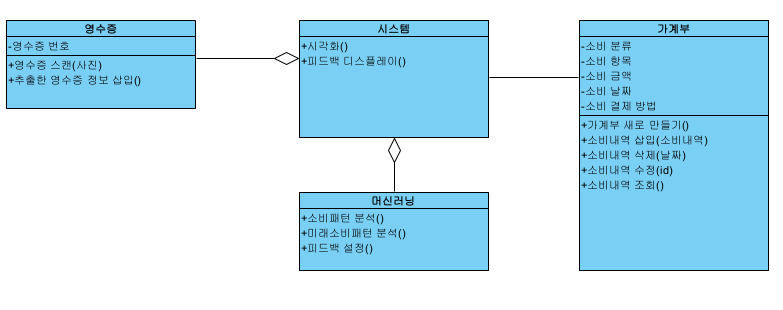 영수증
-영수증 번호
+영수증 스캔(사진)
+추출한 영수증 정보 삽입()
시스템
+시각화()
+피드백 디스플레이()
가계부
-소비 분류
-소비 항목
-소비 금액
-소비 날짜
-소비 결제 방법
+가계부 새로 만들기()
+소비내역 삽입(소비내역)
+소비내역 삭제(날짜)
+소비내역 수정(id)
+소비내역 조회()
머신러닝
+소비패턴 분석()
+미래소비패턴 분석()
+피드백 설정()